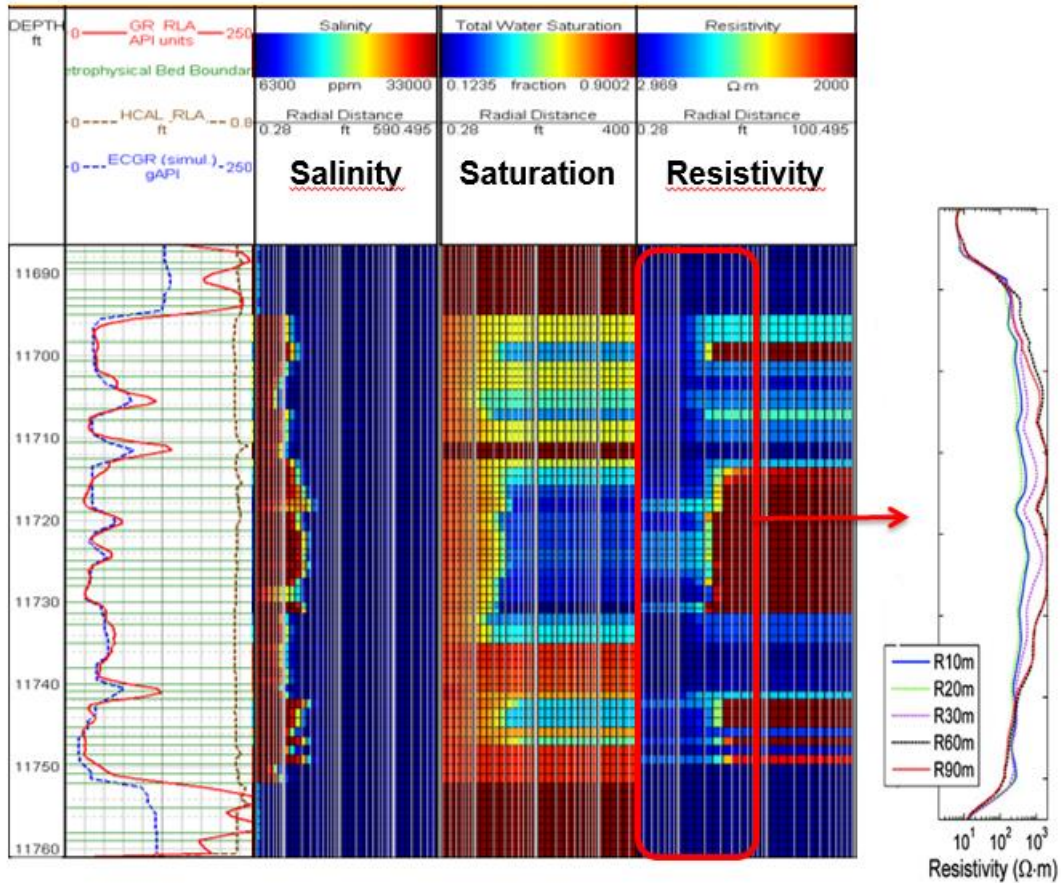 DEPTH
ft
0 GR_RLA 250
API units
etrophysical Bed Boundar
0 HCAL_RLA 0.8
ft
0 ECGR (simul.) 250
gAPI
Salinity
6300 ppm 33000
Radial Distance
0.28 ft 590.495
Salinity
Total Water Saturation
0.1235 fraction 0.9002
Radial Distance
0.28 ft 400
Saturation
Resistivity
2.969 Ω·m 2000
Radial Distance
0.28 ft 100.495
Resistivity
11690
11700
11710
11720
11730
11740
11750
11760
R10m
R20m
R30m
R60m
R90m
10¹ 10² 10³
Resistivity (Ω·m)